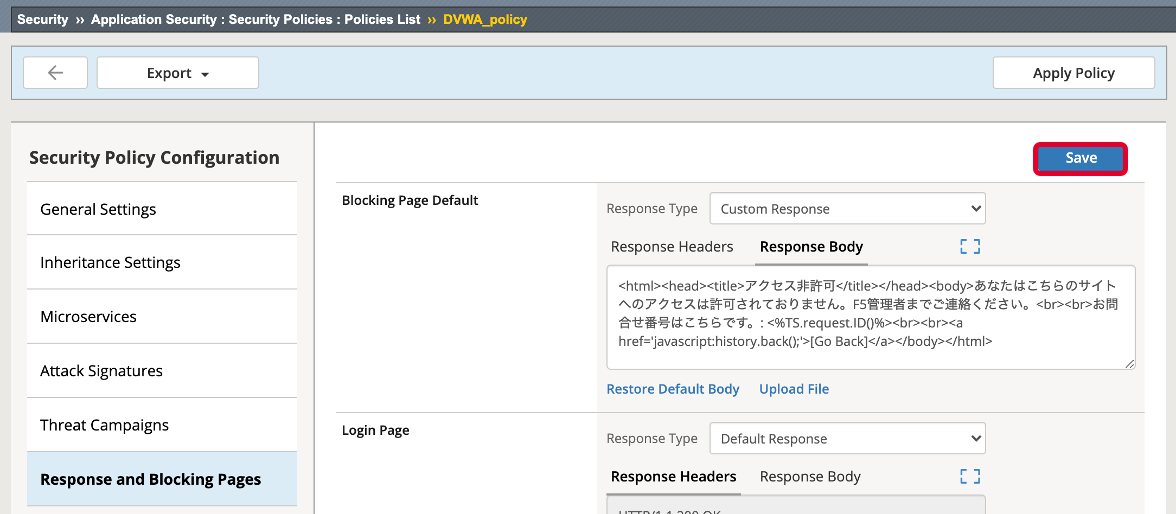 Security ›› Application Security : Security Policies : Policies List ›› DVWA_policy
Export
Apply Policy
Security Policy Configuration
General Settings
Inheritance Settings
Microservices
Attack Signatures
Threat Campaigns
Response and Blocking Pages
Save
Blocking Page Default
Response Type
Custom Response
Response Headers
Response Body
<html><head><title>アクセス非許可</title></head><body>あなたはこちらのサイト
へのアクセスは許可されておりません。F5管理者までご連絡ください。<br><br>お問
合せ番号はこちらです。: <%TS.request.ID()%><br><br><a
href='javascript:history.back();'>[Go Back]</a></body></html>
Restore Default Body
Upload File
Login Page
Response Type
Default Response
Response Headers
Response Body
HTTP/1.1 200 OK